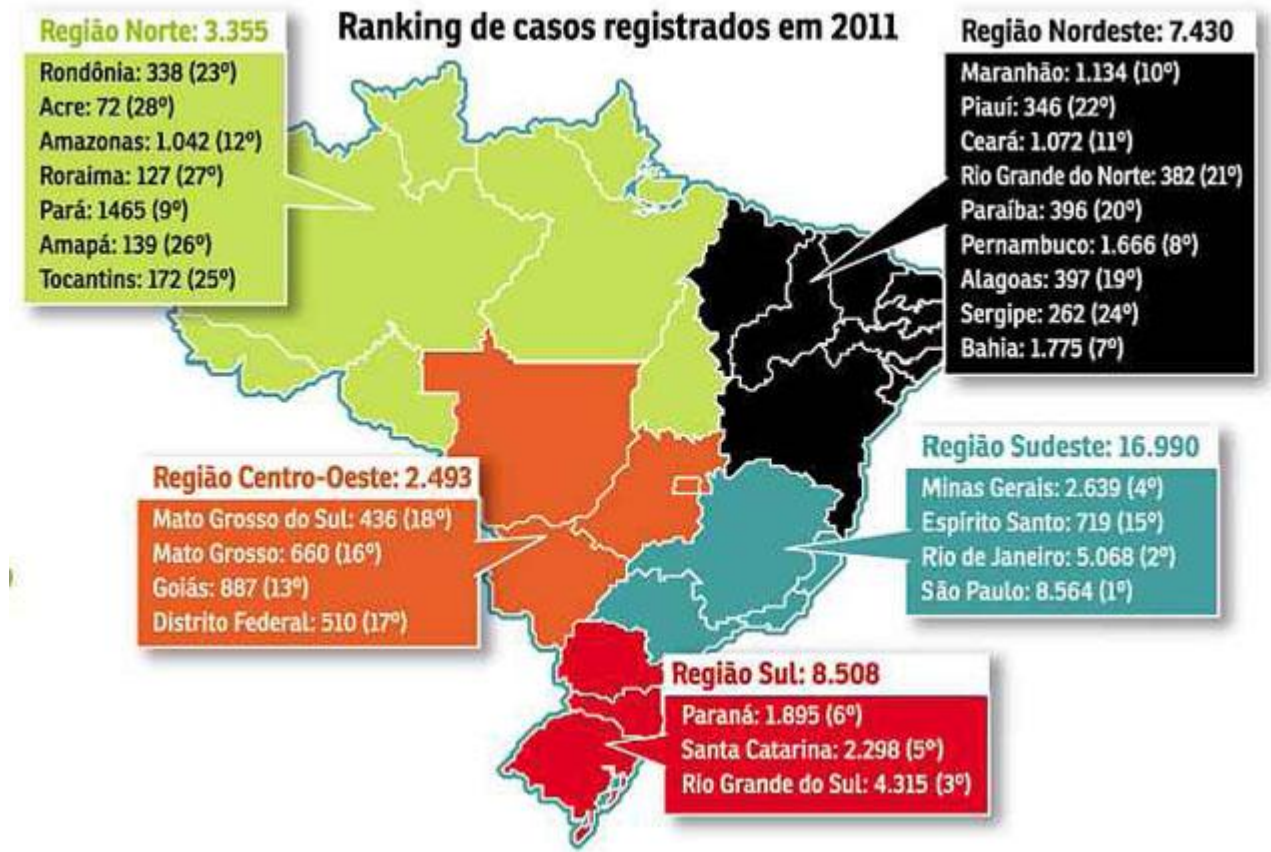 Ranking de casos registrados em 2011
Região Norte: 3.355
Rondônia: 338 (23º)
Acre: 72 (28º)
Amazonas: 1.042 (12º)
Roraima: 127 (27º)
Pará: 1465 (9º)
Amapá: 139 (26º)
Tocantins: 172 (25º)
Região Nordeste: 7.430
Maranhão: 1.134 (10º)
Piauí: 346 (22º)
Ceará: 1.072 (11º)
Rio Grande do Norte: 382 (21º)
Paraíba: 396 (20º)
Pernambuco: 1.666 (8º)
Alagoas: 397 (19º)
Sergipe: 262 (24º)
Bahia: 1.775 (7º)
Região Centro-Oeste: 2.493
Mato Grosso do Sul: 436 (18º)
Mato Grosso: 660 (16º)
Goiás: 887 (13º)
Distrito Federal: 510 (17º)
Região Sudeste: 16.990
Minas Gerais: 2.639 (4º)
Espírito Santo: 719 (15º)
Rio de Janeiro: 5.068 (2º)
São Paulo: 8.564 (1º)
Região Sul: 8.508
Paraná: 1.895 (6º)
Santa Catarina: 2.298 (5º)
Rio Grande do Sul: 4.315 (3º)